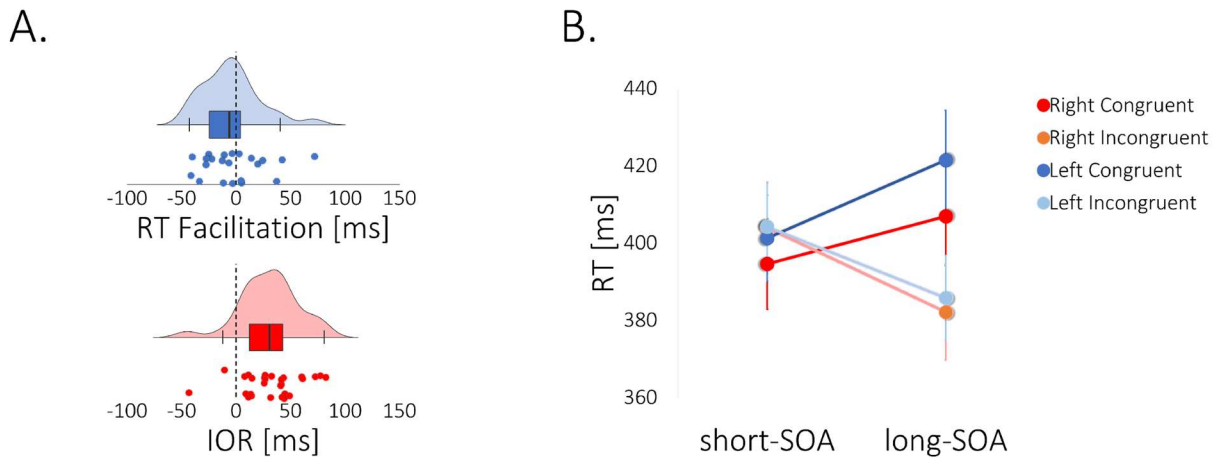 A.
-100 -50 0 50 100 150
RT Facilitation [ms]
-100 -50 0 50 100 150
IOR [ms]
B.
440
420
400
380
360
RT [ms]
short-SOA long-SOA
Right Congruent
Right Incongruent
Left Congruent
Left Incongruent